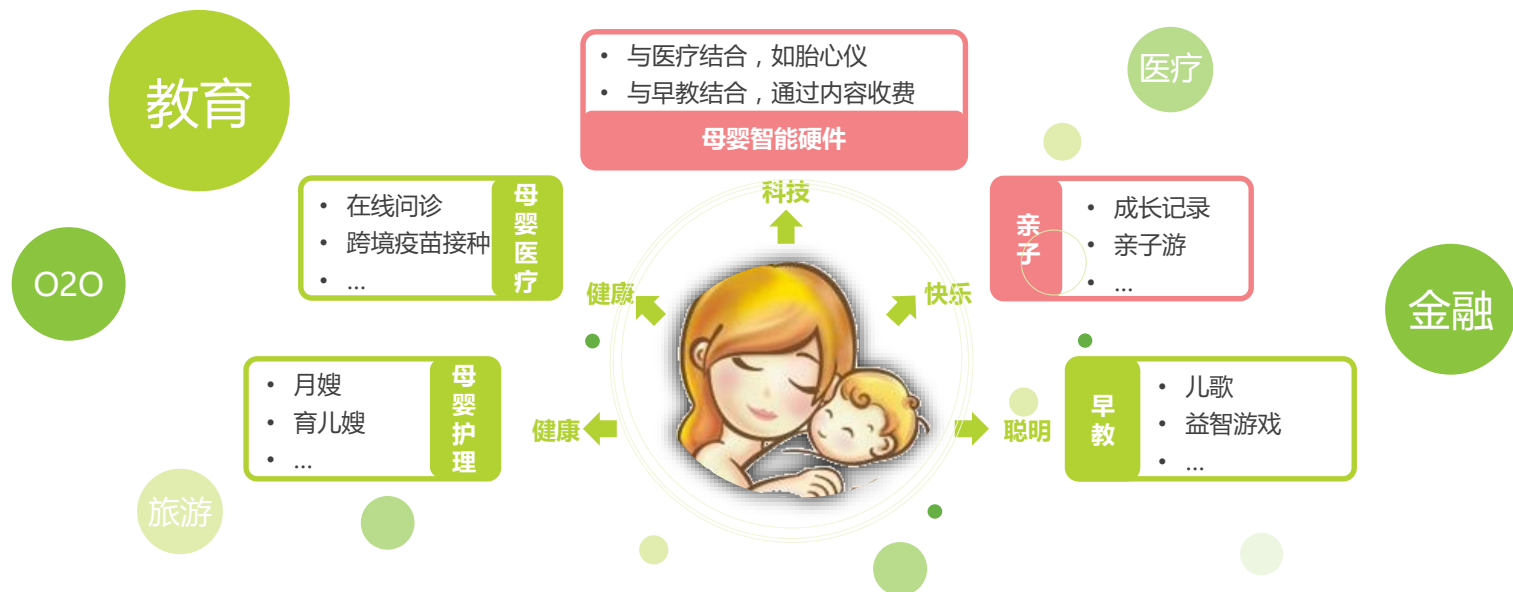 教育
• 与医疗结合，如胎心仪
• 与早教结合，通过内容收费
母婴智能硬件
医疗
科技
• 在线问诊
• 跨境疫苗接种
• ...
母婴医疗
亲子
• 成长记录
• 亲子游
• ...
O2O
健康
快乐
金融
• 月嫂
• 育儿嫂
• ...
母婴护理
健康
聪明
早教
• 儿歌
• 益智游戏
• ...
旅游